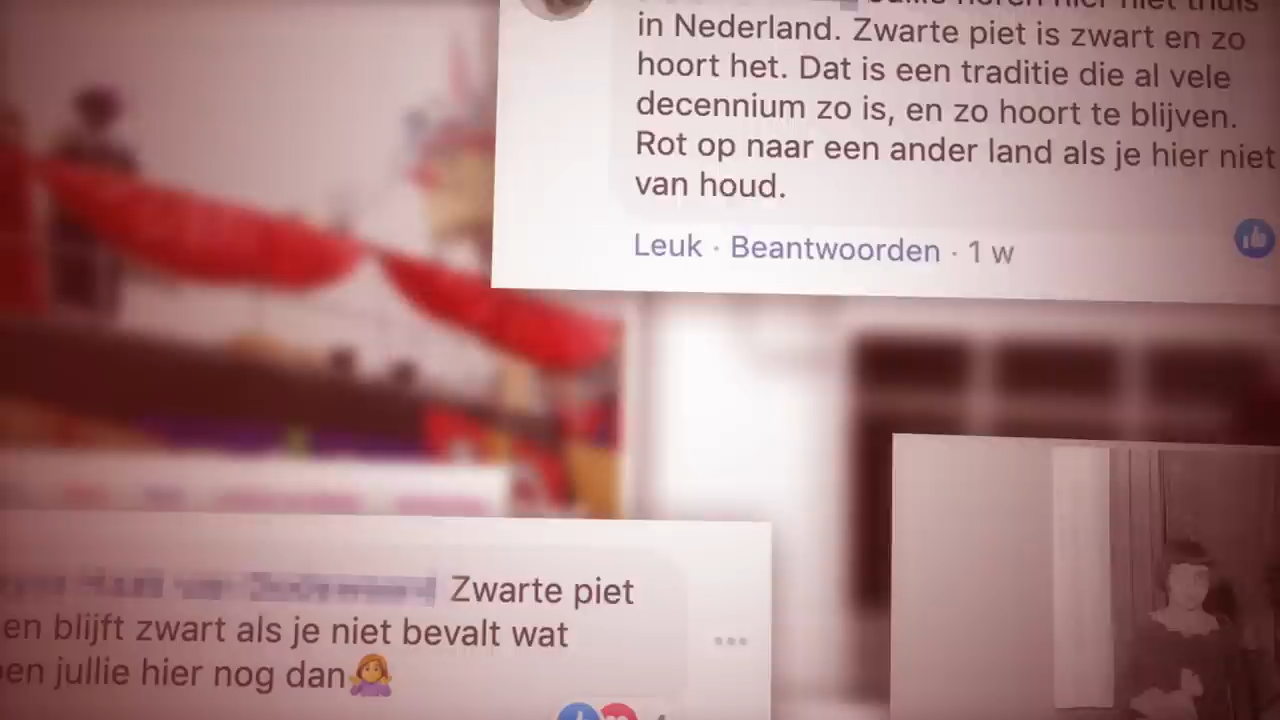 in Nederland. Zwarte piet is zwart en zo
hoort het. Dat is een traditie die al vele
decennium zo is, en zo hoort te blijven.
Rot op naar een ander land als je hier niet
van houd.
Leuk · Beantwoorden · 1 w
Zwarte piet
en blijft zwart als je niet bevalt wat
jullie hier nog dan🤷‍♀️